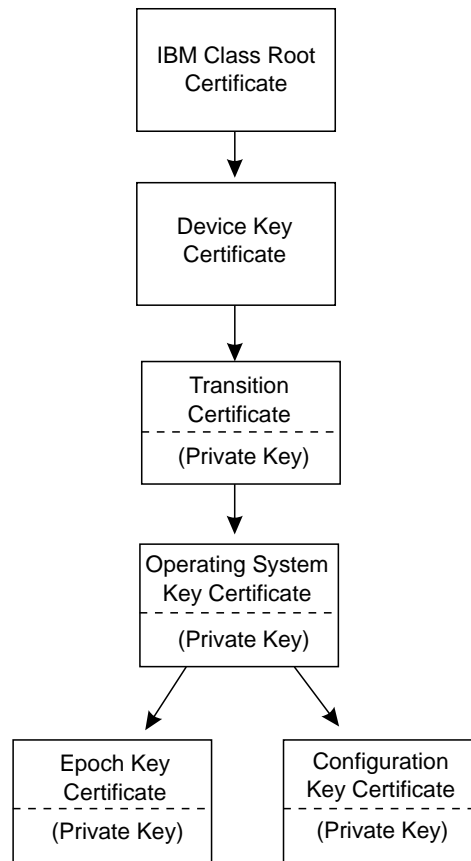 IBM Class Root
Certificate
Device Key
Certificate
Transition
Certificate
(Private Key)
Operating System
Key Certificate
(Private Key)
Epoch Key
Certificate
(Private Key)
Configuration
Key Certificate
(Private Key)